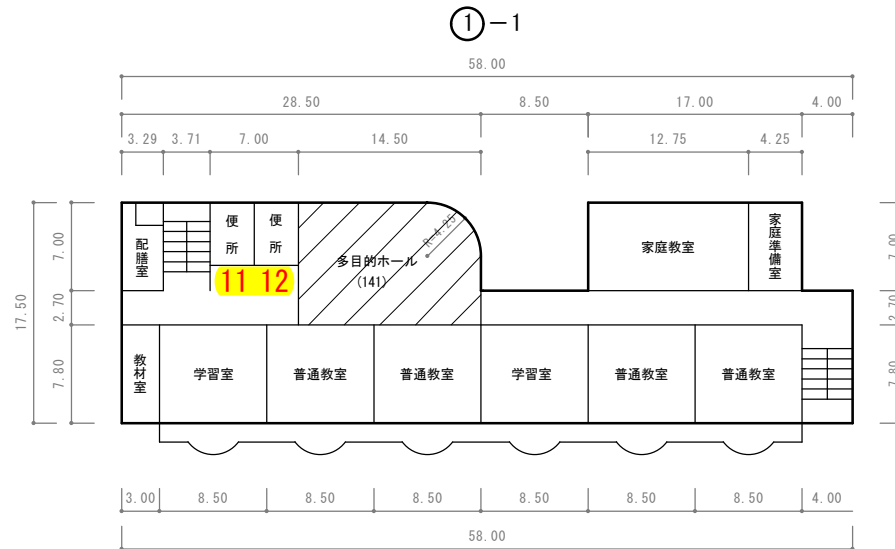 ①-1
58.00
28.50 8.50 17.00 4.00
3.29 3.71 7.00 14.50 12.75 4.25
17.50
7.00
2.70
7.80
配膳室
便所
便所
11 12
多目的ホール
(141)
R=4.25
家庭教室
家庭準備室
7.00
2.70
7.80
教材室
学習室
普通教室
普通教室
学習室
普通教室
普通教室
3.00 8.50 8.50 8.50 8.50 8.50 8.50 4.00
58.00